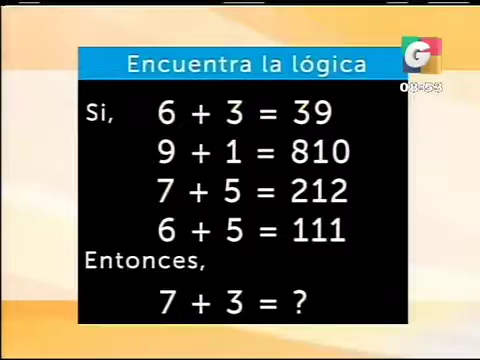 Encuentra la lógica
G
08:53
Si, 6 + 3 = 39
9 + 1 = 810
7 + 5 = 212
6 + 5 = 111
Entonces,
7 + 3 = ?